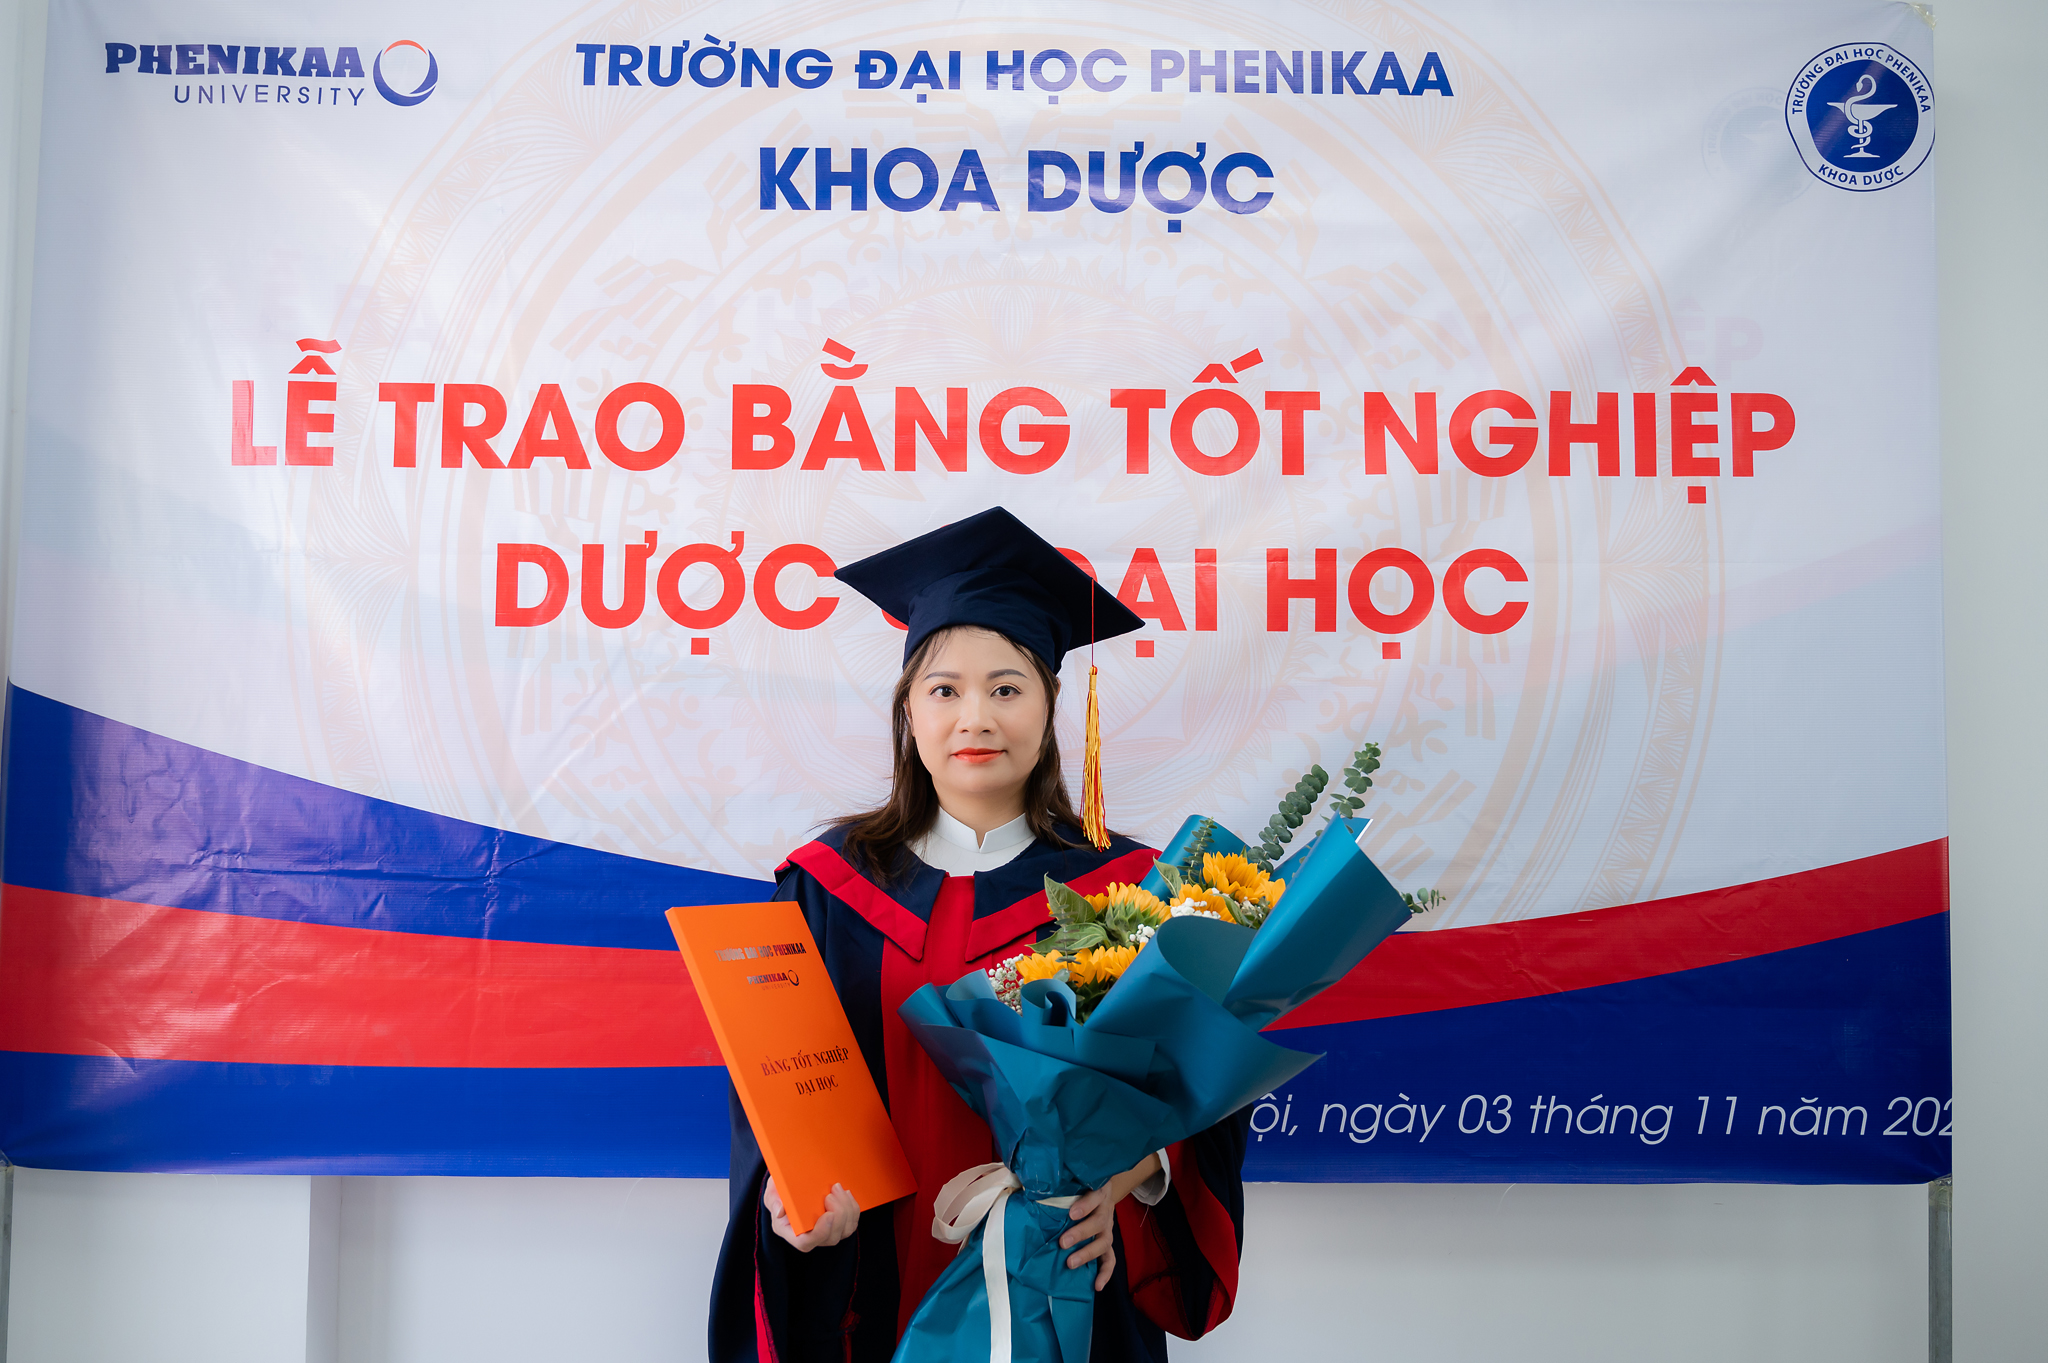 PHENIKAA
UNIVERSITY
TRƯỜNG ĐẠI HỌC PHENIKAA
KHOA DƯỢC
TRƯỜNG ĐẠI HỌC PHENIKAA
KHOA DƯỢC
LỄ TRAO BẰNG TỐT NGHIỆP
DƯỢC ĐẠI HỌC
TRƯỜNG ĐẠI HỌC PHENIKAA
PHENIKAA
UNIVERSITY
BẰNG TỐT NGHIỆP
ĐẠI HỌC
ội, ngày 03 tháng 11 năm 202